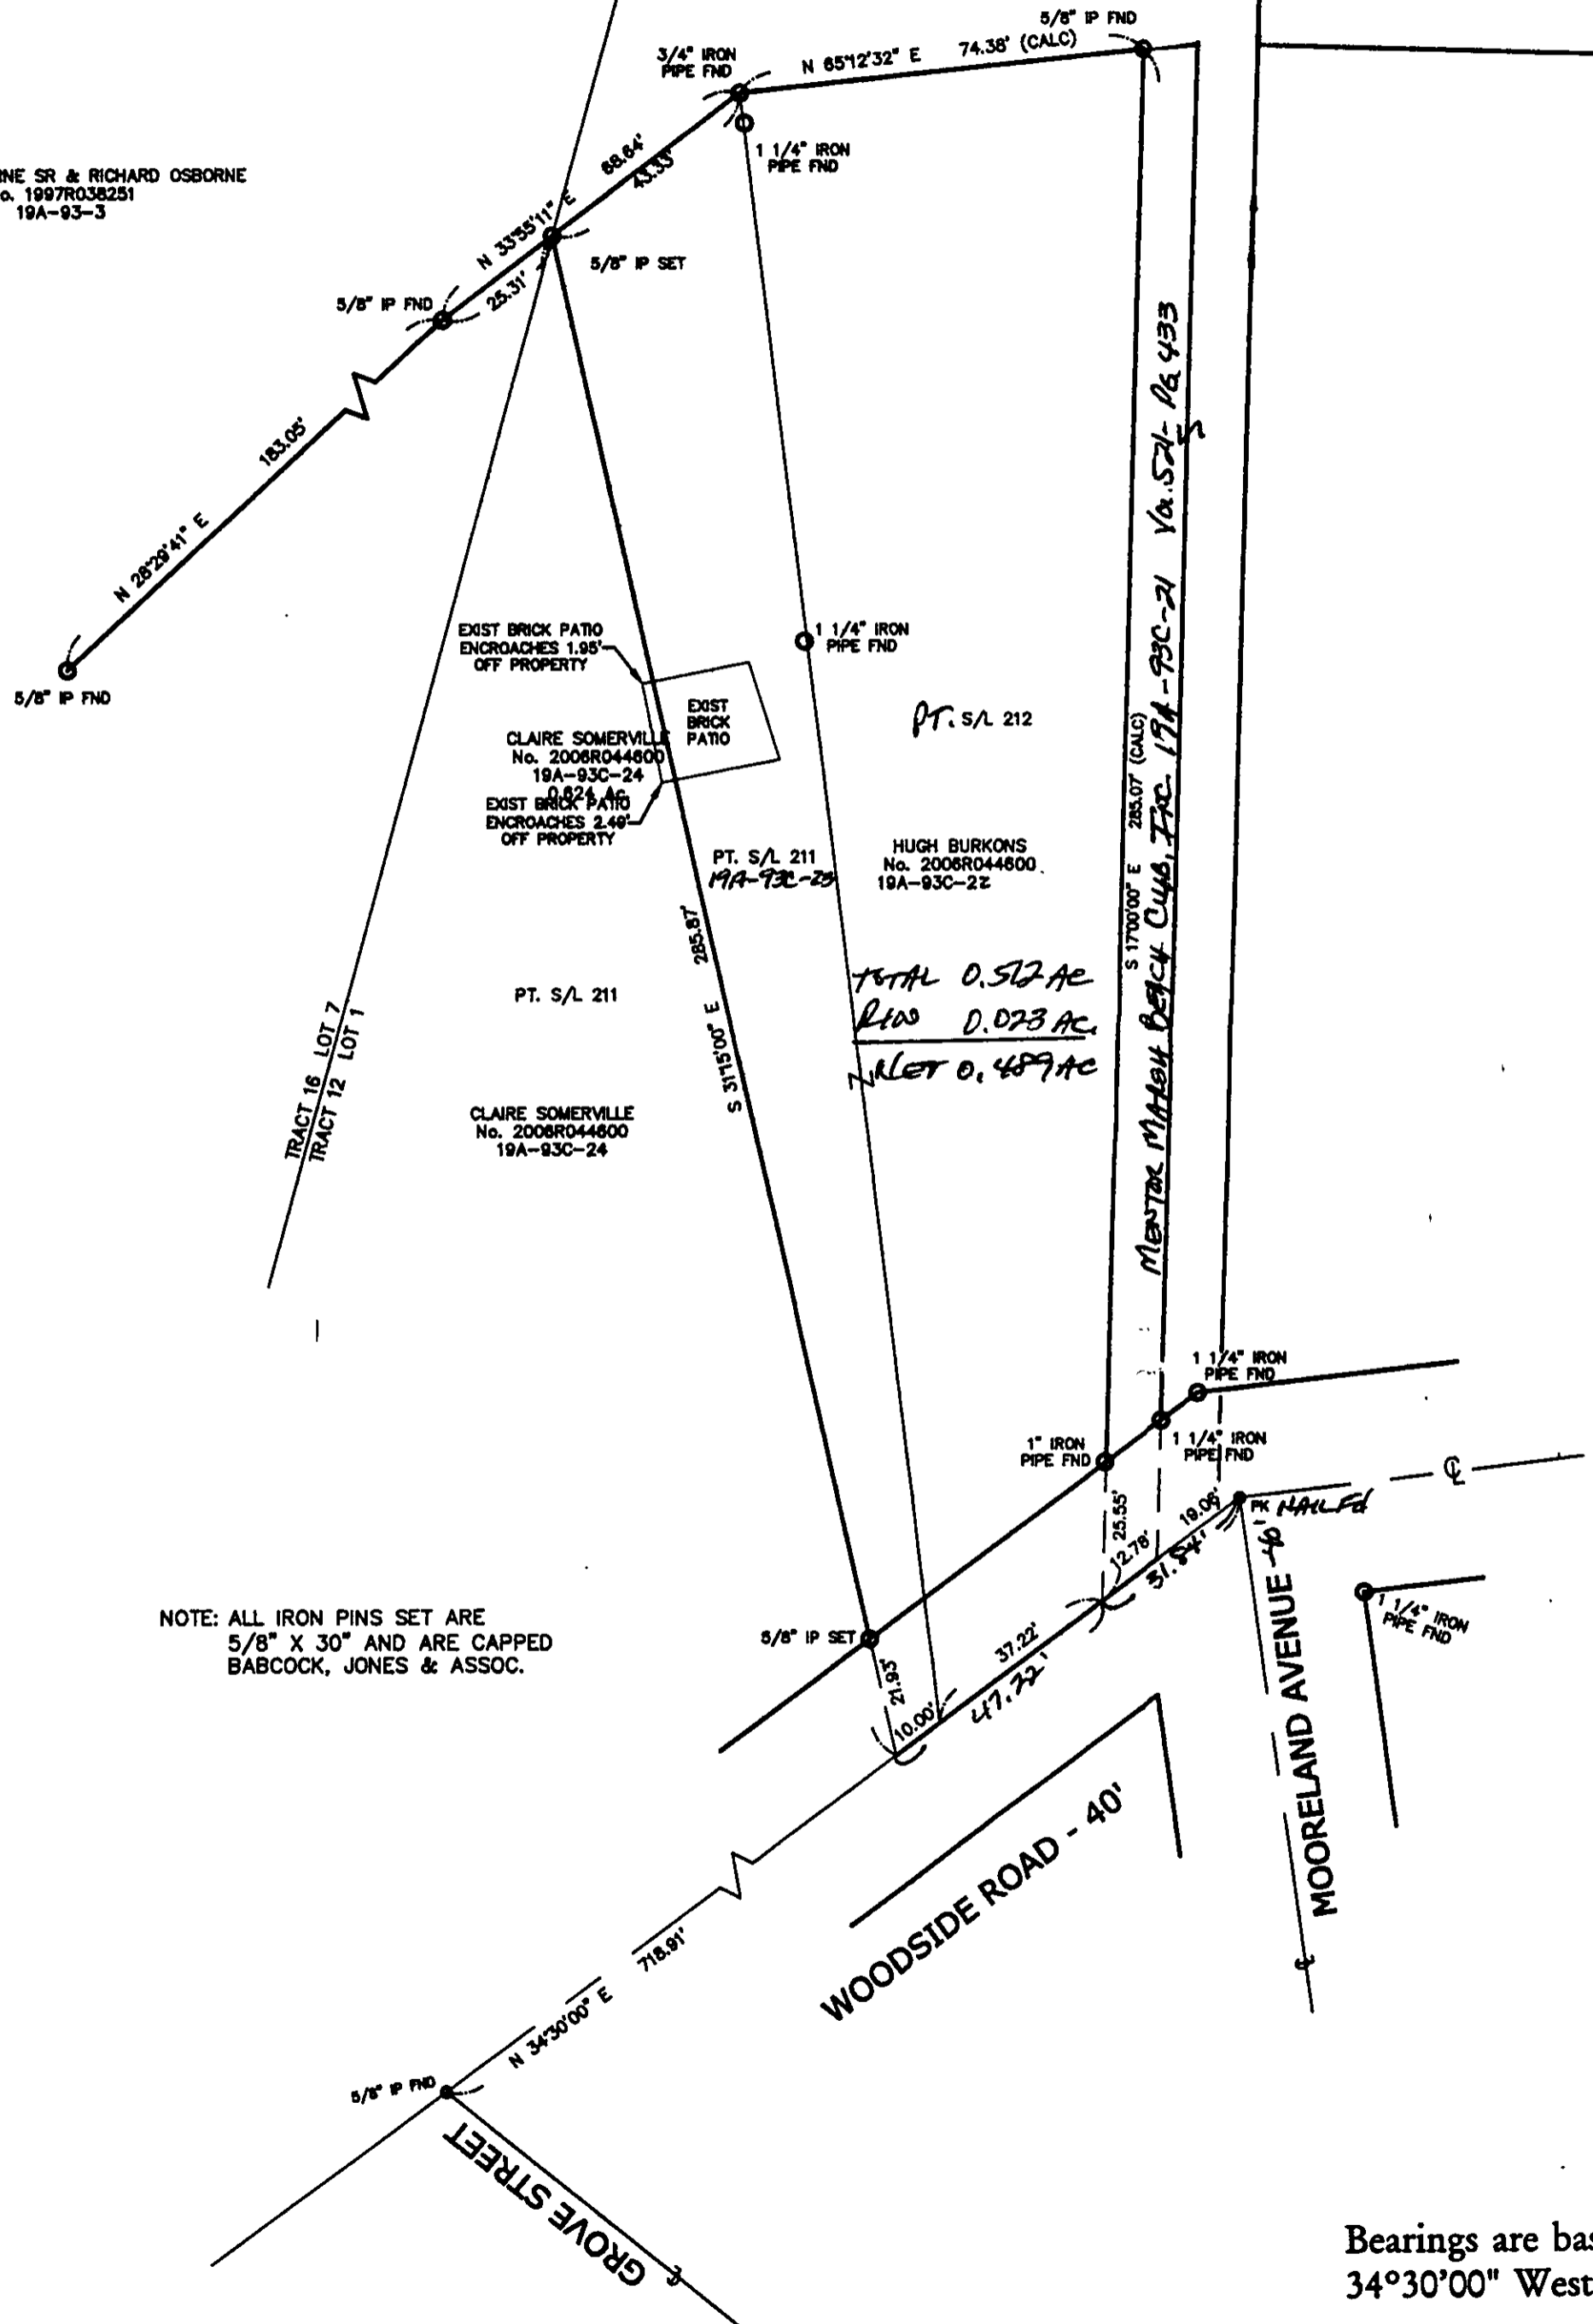 5/8" IP FND
3/4" IRON
PIPE FND
N 65°12'32" E
74.38' (CALC)
1 1/4" IRON
PIPE FND
NE SR & RICHARD OSBORNE
o. 1997R038251
19A-93-3
68.64'
43.33'
N 33°55'11" E
25.31'
5/8" IP SET
5/8" IP FND
183.05'
N 28°29'41" E
5/8" IP FND
EXIST BRICK PATIO
ENCROACHES 1.95'
OFF PROPERTY
1 1/4" IRON
PIPE FND
EXIST
BRICK
PATIO
CLAIRE SOMERVILLE
No. 2006R044600
19A-93C-24
0.624 Ac.
EXIST BRICK PATIO
ENCROACHES 2.49'
OFF PROPERTY
PT. S/L 212
PT. S/L 211
19A-93C-23
HUGH BURKONS
No. 2006R044600
19A-93C-22
S 17°00'00" E 285.07' (CALC)
MENTOR MARSH BEACH CLUB, INC. 19A-93C-21 VOL.521- PG 433
285.87'
S 31°15'00" E
TOTAL 0.512 AC
R/W 0.023 AC.
NET 0.489 AC
PT. S/L 211
TRACT 16 LOT 7
TRACT 12 LOT 1
CLAIRE SOMERVILLE
No. 2006R044600
19A-93C-24
1 1/4" IRON
PIPE FND
1" IRON
PIPE FND
1 1/4" IRON
PIPE FND
25.55'
12.78'
19.06'
31.84'
PK NAIL Fd
℄
NOTE: ALL IRON PINS SET ARE
5/8" X 30" AND ARE CAPPED
BABCOCK, JONES & ASSOC.
5/8" IP SET
21.93'
10.00'
37.22'
47.22'
1 1/4" IRON
PIPE FND
MOORELAND AVENUE - 40'
℄
WOODSIDE ROAD - 40'
718.91'
N 34°30'00" E
5/8" IP FND
GROVE STREET
Bearings are bas
34°30'00" West